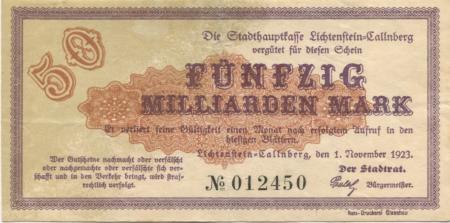 50
Die Stadthauptkasse Lichtenstein-Callnberg
vergütet für diesen Schein
FÜNFZIG
MILLIARDEN MARK
Er verliert seine Gültigkeit einen Monat nach erfolgtem Aufruf in den
hiesigen Blättern.
Lichtenstein-Callnberg, den 1. November 1923.
Wer Gutscheine nachmacht oder verfälscht
oder nachgemachte oder verfälschte sich ver-
schafft und in den Verkehr bringt, wird straf-
rechtlich verfolgt.
Der Stadtrat.
Bürgermeister.
№ 012450
Rats-Druckerei Glauchau